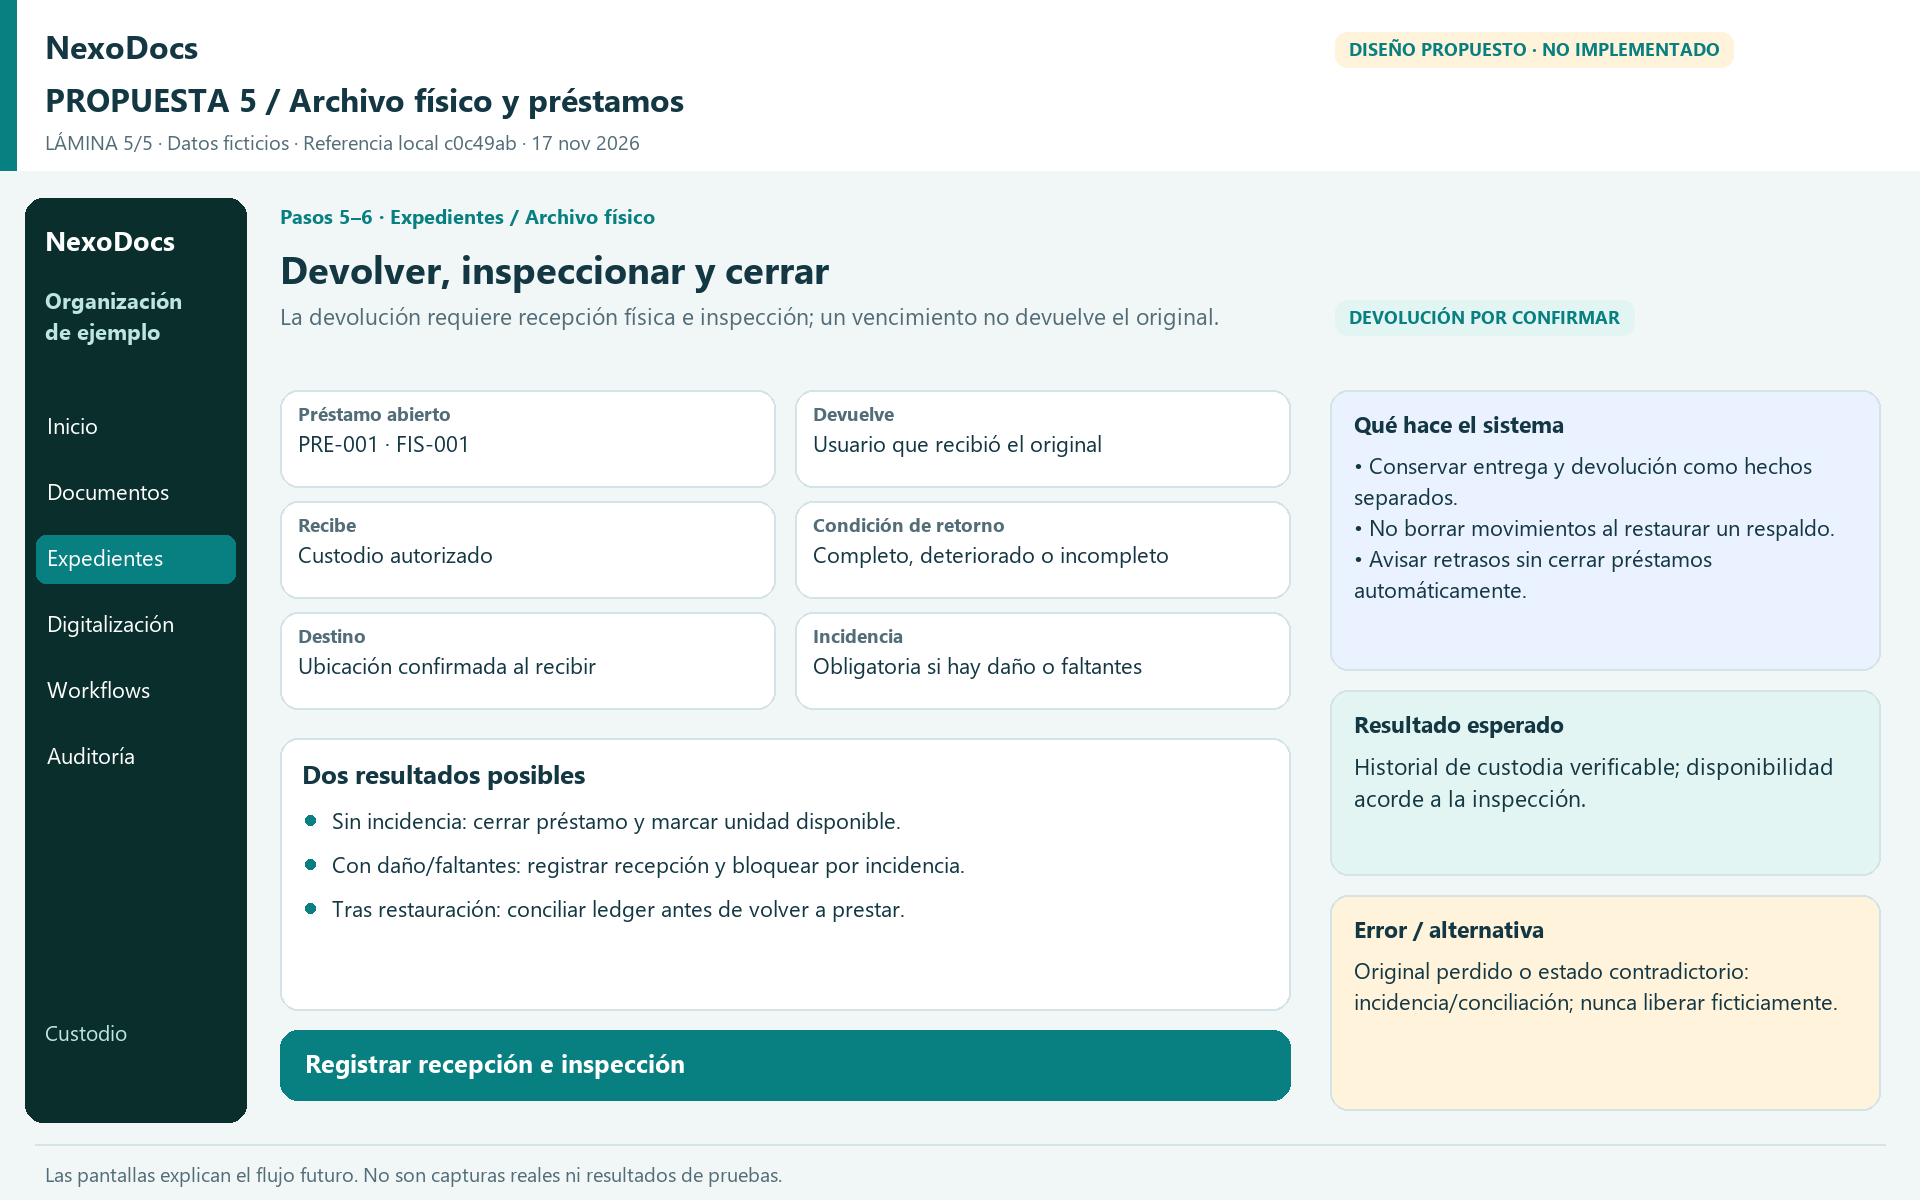 NexoDocs
DISEÑO PROPUESTO · NO IMPLEMENTADO
PROPUESTA 5 / Archivo físico y préstamos
LÁMINA 5/5 · Datos ficticios · Referencia local c0c49ab · 17 nov 2026
NexoDocs
Organización
de ejemplo
Inicio
Documentos
Expedientes
Digitalización
Workflows
Auditoría
Custodio
Pasos 5–6 · Expedientes / Archivo físico
Devolver, inspeccionar y cerrar
La devolución requiere recepción física e inspección; un vencimiento no devuelve el original.
DEVOLUCIÓN POR CONFIRMAR
Préstamo abierto
PRE-001 · FIS-001
Devuelve
Usuario que recibió el original
Recibe
Custodio autorizado
Condición de retorno
Completo, deteriorado o incompleto
Destino
Ubicación confirmada al recibir
Incidencia
Obligatoria si hay daño o faltantes
Dos resultados posibles
Sin incidencia: cerrar préstamo y marcar unidad disponible.
Con daño/faltantes: registrar recepción y bloquear por incidencia.
Tras restauración: conciliar ledger antes de volver a prestar.
Registrar recepción e inspección
Qué hace el sistema
• Conservar entrega y devolución como hechos
separados.
• No borrar movimientos al restaurar un respaldo.
• Avisar retrasos sin cerrar préstamos
automáticamente.
Resultado esperado
Historial de custodia verificable; disponibilidad
acorde a la inspección.
Error / alternativa
Original perdido o estado contradictorio:
incidencia/conciliación; nunca liberar ficticiamente.
Las pantallas explican el flujo futuro. No son capturas reales ni resultados de pruebas.